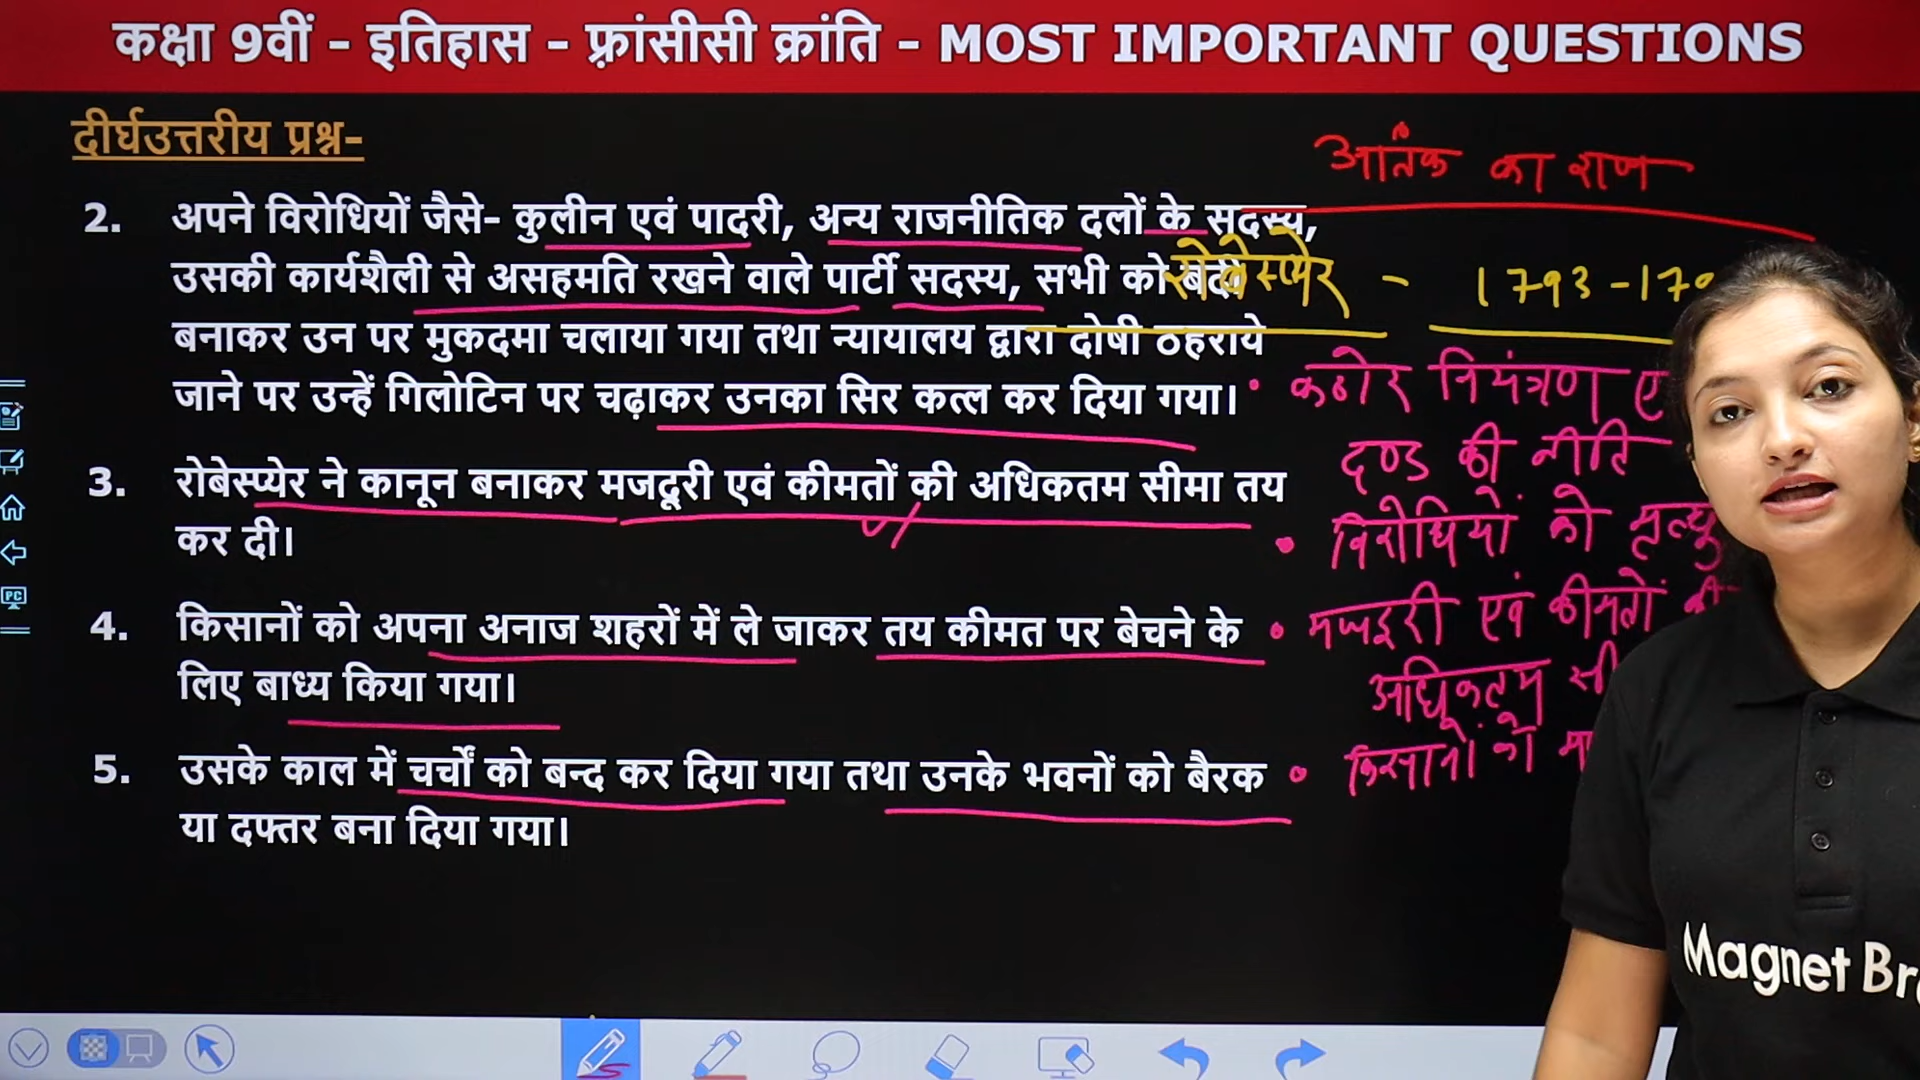 कक्षा 9वीं - इतिहास - फ़्रांसीसी क्रांति - MOST IMPORTANT QUESTIONS
दीर्घउत्तरीय प्रश्न-
2. अपने विरोधियों जैसे- कुलीन एवं पादरी, अन्य राजनीतिक दलों के सदस्य,
उसकी कार्यशैली से असहमति रखने वाले पार्टी सदस्य, सभी को बंदी
बनाकर उन पर मुकदमा चलाया गया तथा न्यायालय द्वारा दोषी ठहराये
जाने पर उन्हें गिलोटिन पर चढ़ाकर उनका सिर कत्ल कर दिया गया।
3. रोबेस्प्येर ने कानून बनाकर मजदूरी एवं कीमतों की अधिकतम सीमा तय
कर दी।
4. किसानों को अपना अनाज शहरों में ले जाकर तय कीमत पर बेचने के
लिए बाध्य किया गया।
5. उसके काल में चर्चों को बन्द कर दिया गया तथा उनके भवनों को बैरक
या दफ्तर बना दिया गया।
आंतक का राज
रोबेस्प्येर - 1793-179
• कठोर नियंत्रण ए
दण्ड की नीति
• विरोधियों को मृत्यु
• मजदूरी एवं कीमतों की
अधिकतम सी
• किसानों को
PC
Magnet Br